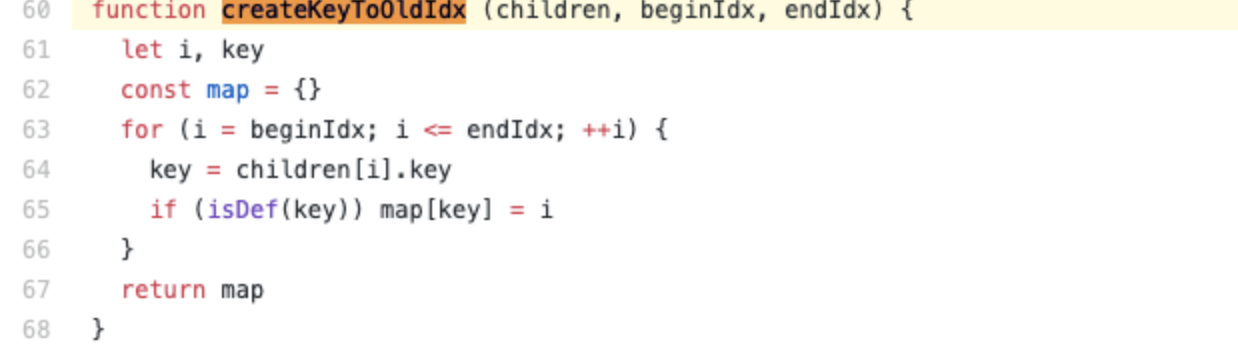 60 function createKeyToOldIdx (children, beginIdx, endIdx) {
61 let i, key
62 const map = {}
63 for (i = beginIdx; i <= endIdx; ++i) {
64 key = children[i].key
65 if (isDef(key)) map[key] = i
66 }
67 return map
68 }